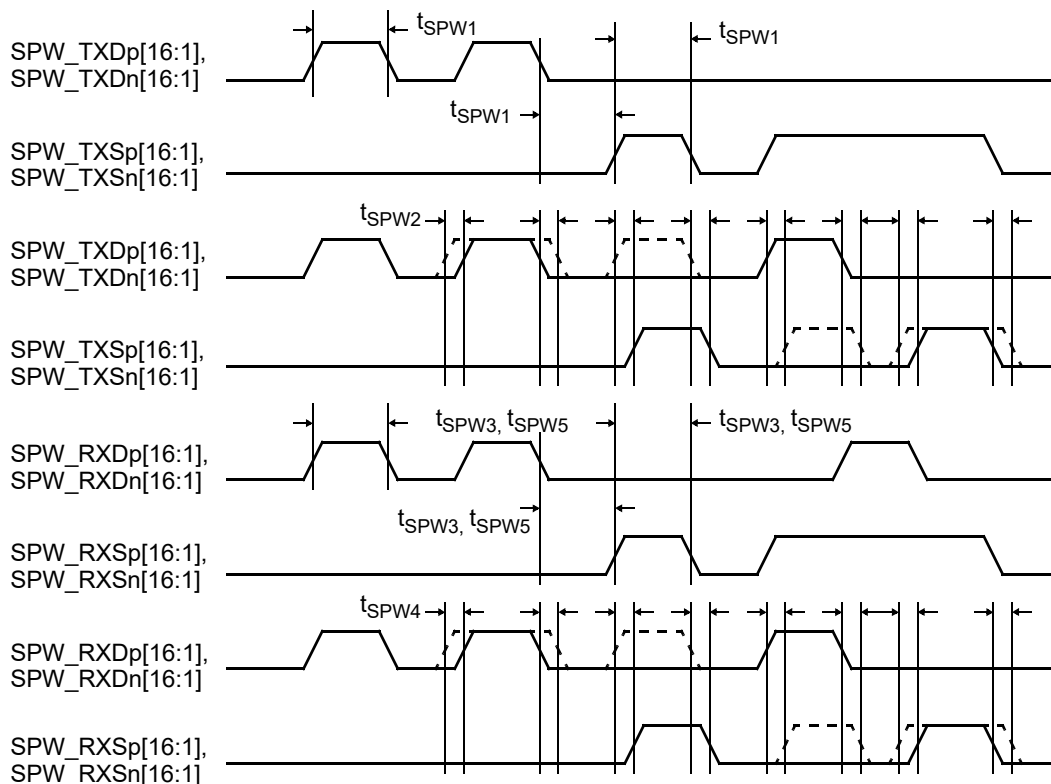 tSPW1
tSPW1
SPW_TXDp[16:1],
SPW_TXDn[16:1]
tSPW1
SPW_TXSp[16:1],
SPW_TXSn[16:1]
tSPW2
SPW_TXDp[16:1],
SPW_TXDn[16:1]
SPW_TXSp[16:1],
SPW_TXSn[16:1]
tSPW3, tSPW5
tSPW3, tSPW5
SPW_RXDp[16:1],
SPW_RXDn[16:1]
tSPW3, tSPW5
SPW_RXSp[16:1],
SPW_RXSn[16:1]
tSPW4
SPW_RXDp[16:1],
SPW_RXDn[16:1]
SPW_RXSp[16:1],
SPW_RXSn[16:1]